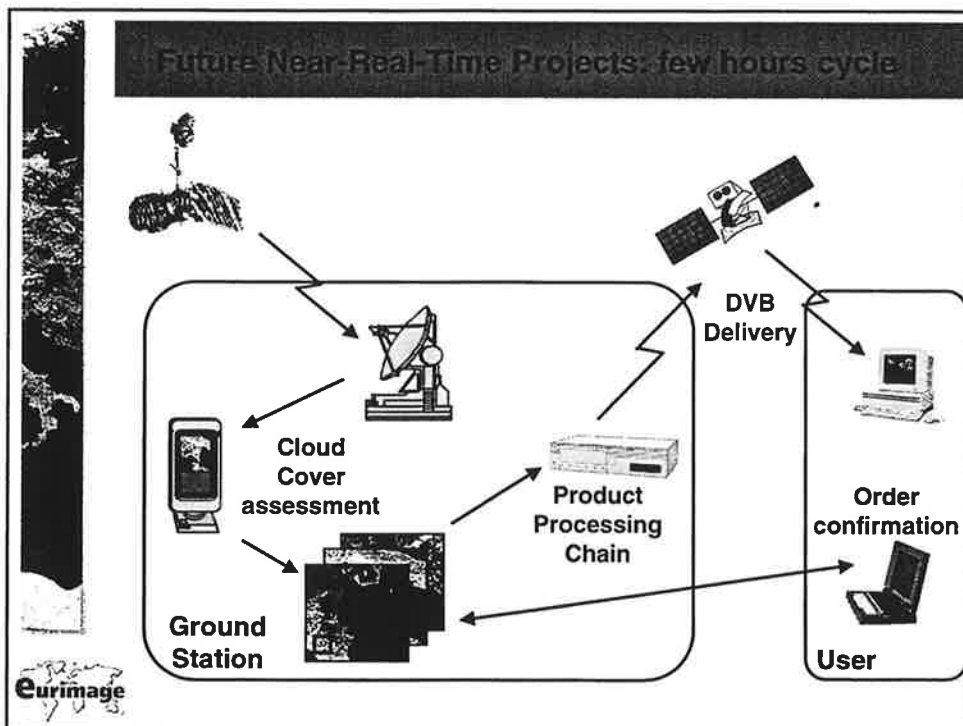 Future Near-Real-Time Projects: few hours cycle
DVB
Delivery
Cloud
Cover
assessment
Product
Processing
Chain
Order
confirmation
Ground
Station
User
eurimage